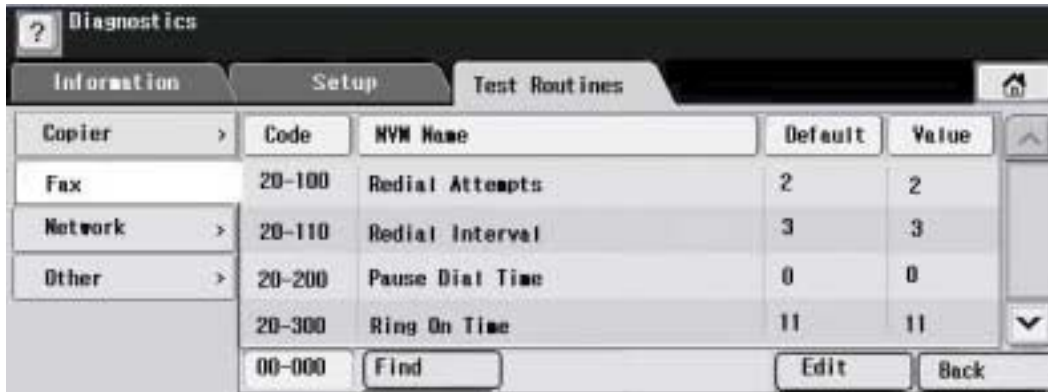 ? Diagnostics
Information Setup Test Routines
Copier > Code NVM Name Default Value
Fax 20-100 Redial Attempts 2 2
Network > 20-110 Redial Interval 3 3
Other > 20-200 Pause Dial Time 0 0
20-300 Ring On Time 11 11
00-000 Find Edit Back